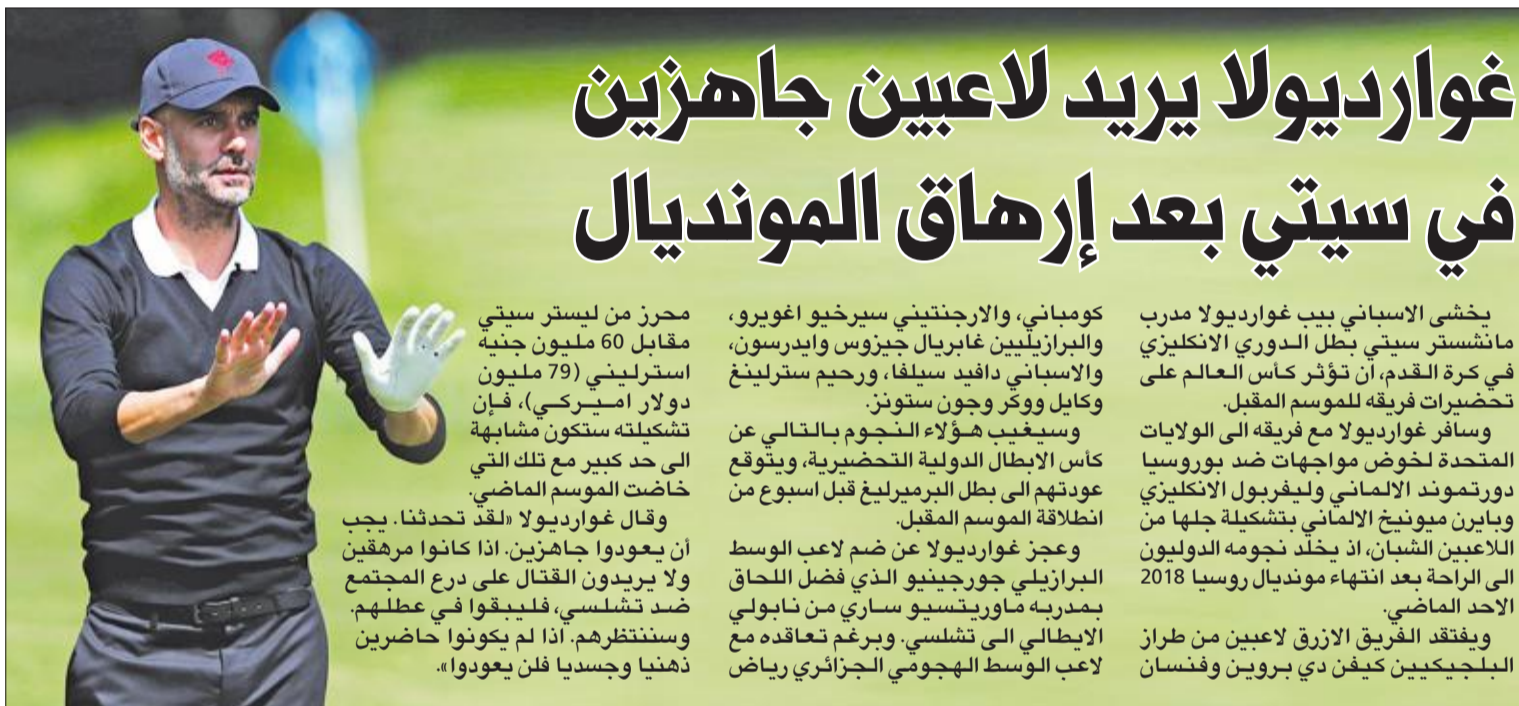 غوارديولا يريد لاعبين جاهزين
في سيتي بعد إرهاق المونديال
يخشى الاسباني بيب غوارديولا مدرب
مانشستر سيتي بطل الدوري الانكليزي
في كرة القدم، ان تؤثر كأس العالم على
تحضيرات فريقه للموسم المقبل.
وسافر غوارديولا مع فريقه الى الولايات
المتحدة لخوض مواجهات ضد بوروسيا
دورتموند الالماني وليفربول الانكليزي
وبايرن ميونيخ الالماني بتشكيلة جلها من
اللاعبين الشبان، اذ يخلد نجومه الدوليون
الى الراحة بعد انتهاء مونديال روسيا 2018
الاحد الماضي.
ويفتقد الفريق الازرق لاعبين من طراز
البلجيكيين كيفن دي بروين وفنسان
كومباني، والارجنتيني سيرخيو اغويرو،
والبرازيليين غابريال جيزوس وايدرسون،
والاسباني دافيد سيلفا، ورحيم سترلينغ
وكايل ووكر وجون ستونز.
وسيغيب هؤلاء النجوم بالتالي عن
كأس الابطال الدولية التحضيرية، ويتوقع
عودتهم الى بطل البرميرليغ قبل اسبوع من
انطلاقة الموسم المقبل.
وعجز غوارديولا عن ضم لاعب الوسط
البرازيلي جورجينيو الذي فضل اللحاق
بمدربه ماوريتسيو ساري من نابولي
الايطالي الى تشلسي. وبرغم تعاقده مع
لاعب الوسط الهجومي الجزائري رياض
محرز من ليستر سيتي
مقابل 60 مليون جنيه
استرليني (79 مليون
دولار اميركي)، فإن
تشكيلته ستكون مشابهة
الى حد كبير مع تلك التي
خاضت الموسم الماضي.
وقال غوارديولا «لقد تحدثنا. يجب
أن يعودوا جاهزين. اذا كانوا مرهقين
ولا يريدون القتال على درع المجتمع
ضد تشلسي، فليبقوا في عطلهم.
وسننتظرهم. اذا لم يكونوا حاضرين
ذهنيا وجسديا فلن يعودوا».